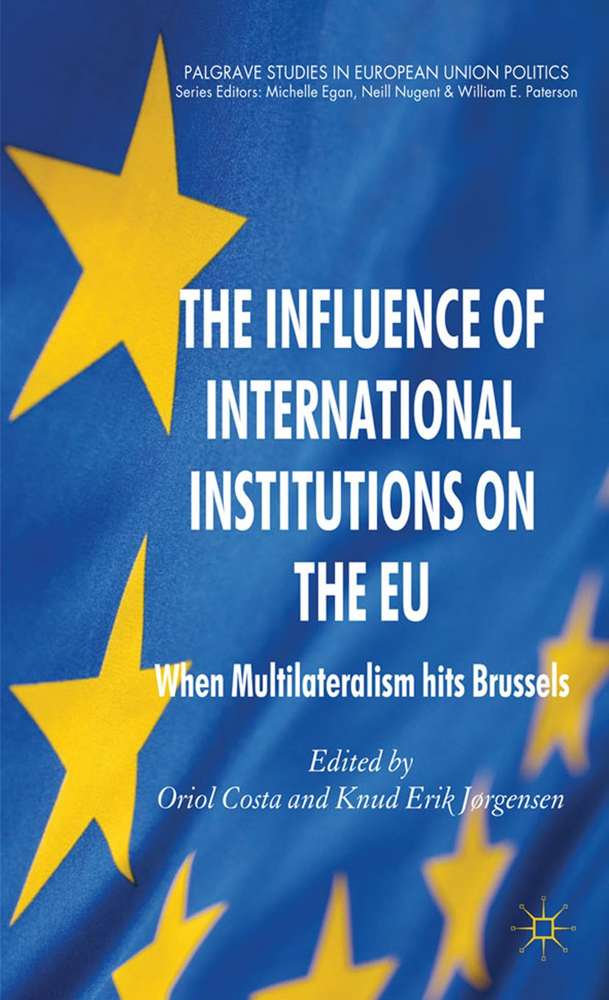 PALGRAVE STUDIES IN EUROPEAN UNION POLITICS
Series Editors: Michelle Egan, Neill Nugent & William E. Paterson
THE INFLUENCE OF
INTERNATIONAL
INSTITUTIONS ON
THE EU
When Multilateralism hits Brussels
Edited by
Oriol Costa and Knud Erik Jørgensen